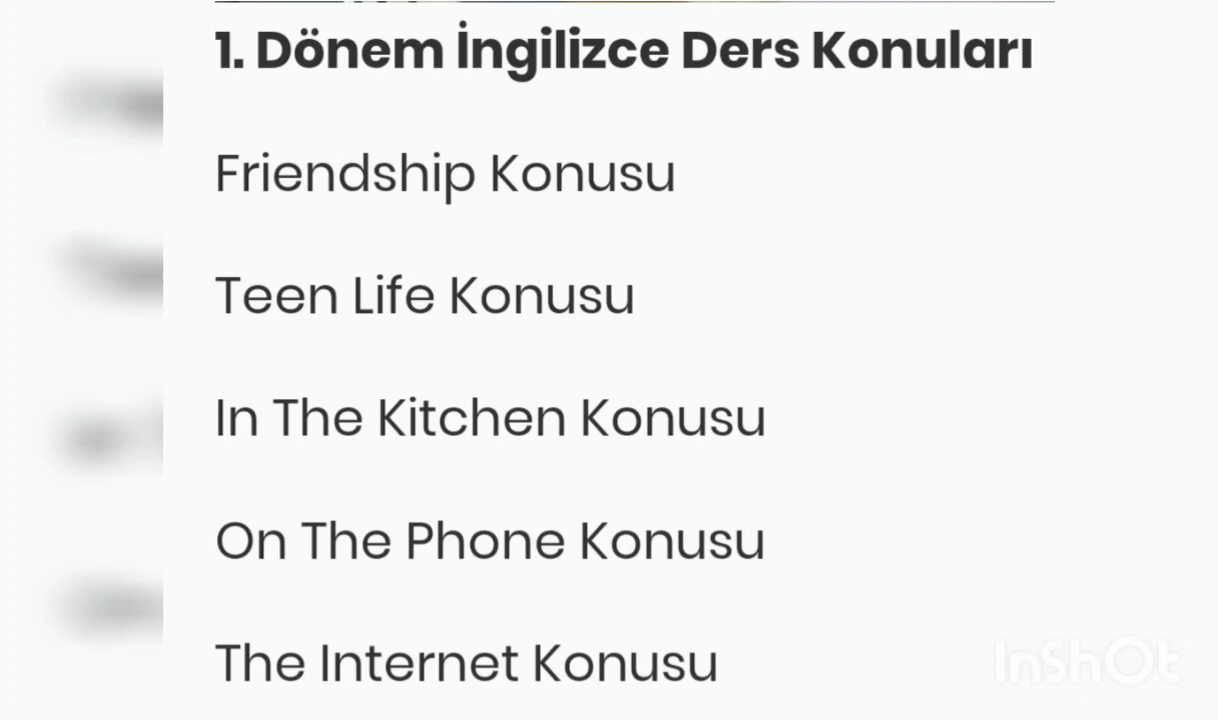 1. Dönem İngilizce Ders Konuları
Friendship Konusu
Teen Life Konusu
In The Kitchen Konusu
On The Phone Konusu
The Internet Konusu
InShOt